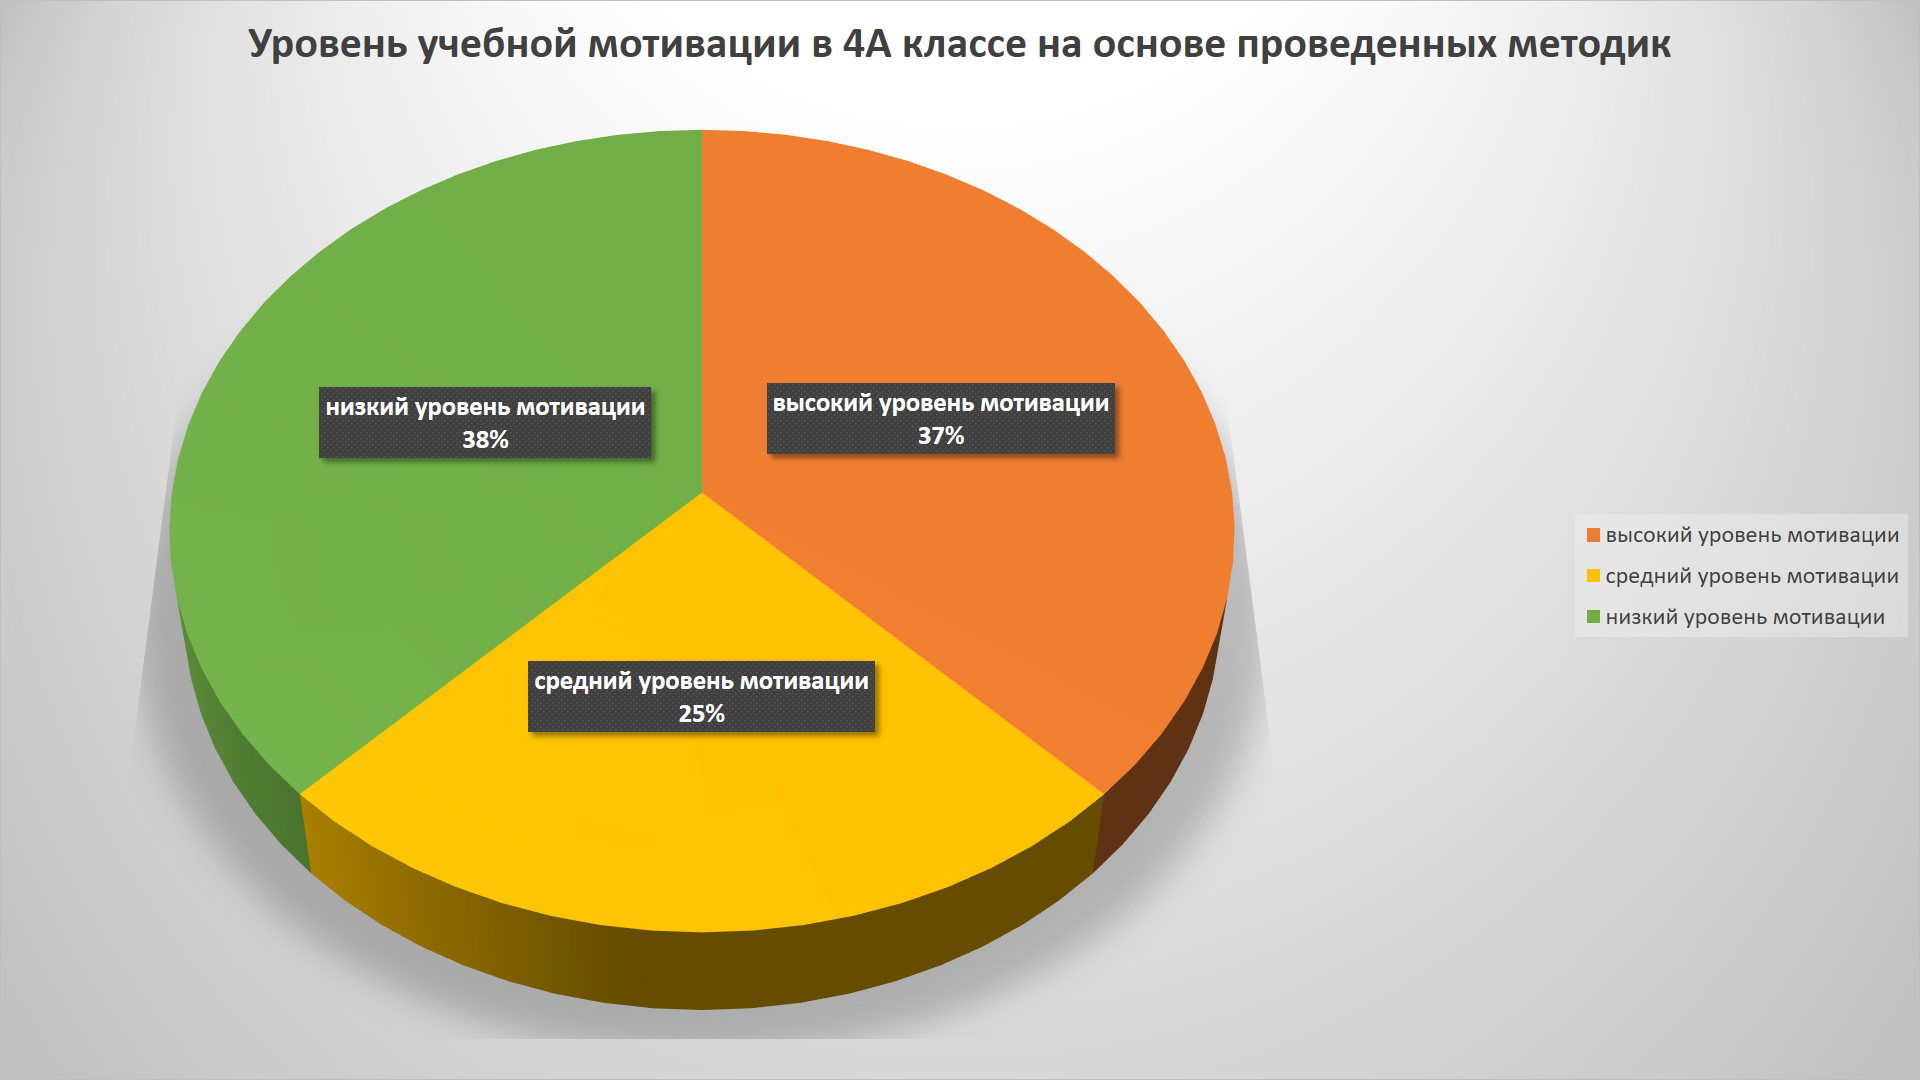 Уровень учебной мотивации в 4А классе на основе проведенных методик
низкий уровень мотивации
38%
высокий уровень мотивации
37%
средний уровень мотивации
25%
высокий уровень мотивации
средний уровень мотивации
низкий уровень мотивации